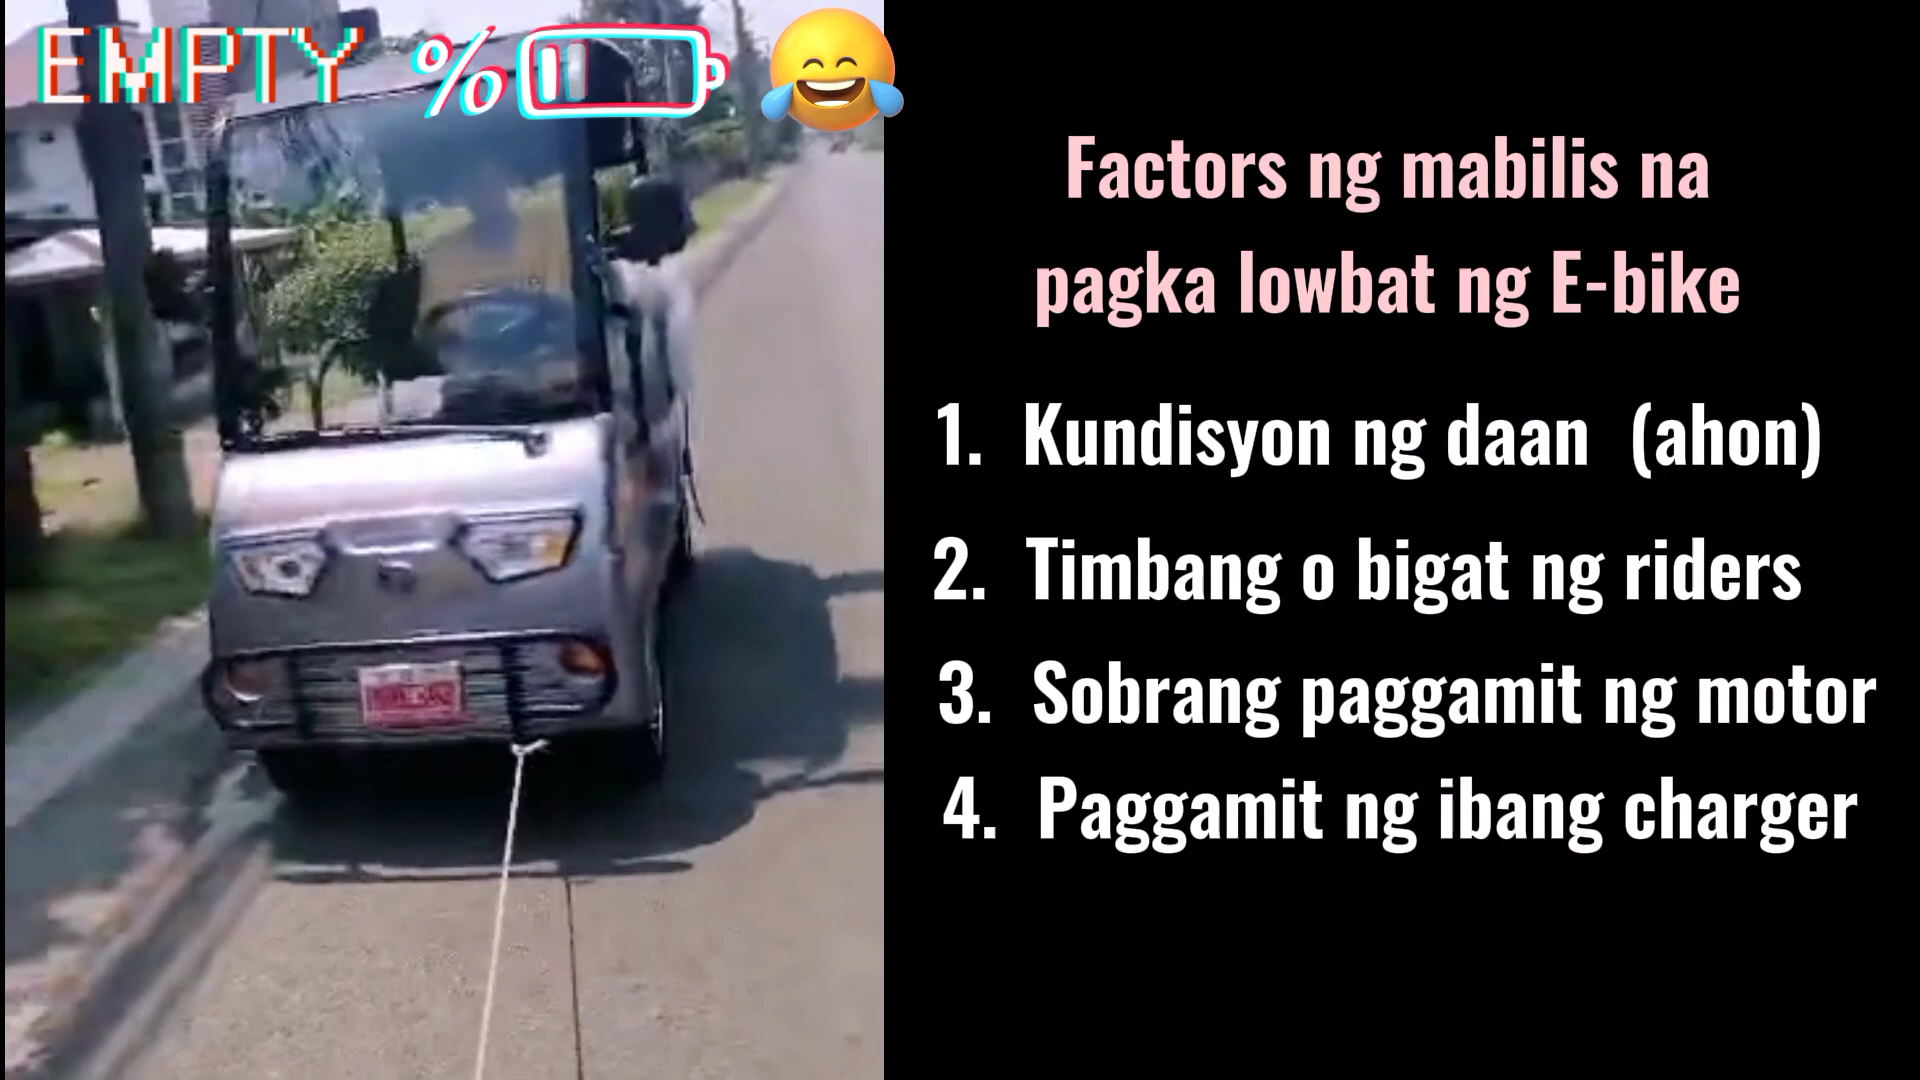 EMPTY %
Factors ng mabilis na
pagka lowbat ng E-bike
1. Kundisyon ng daan (ahon)
2. Timbang o bigat ng riders
3. Sobrang paggamit ng motor
4. Paggamit ng ibang charger